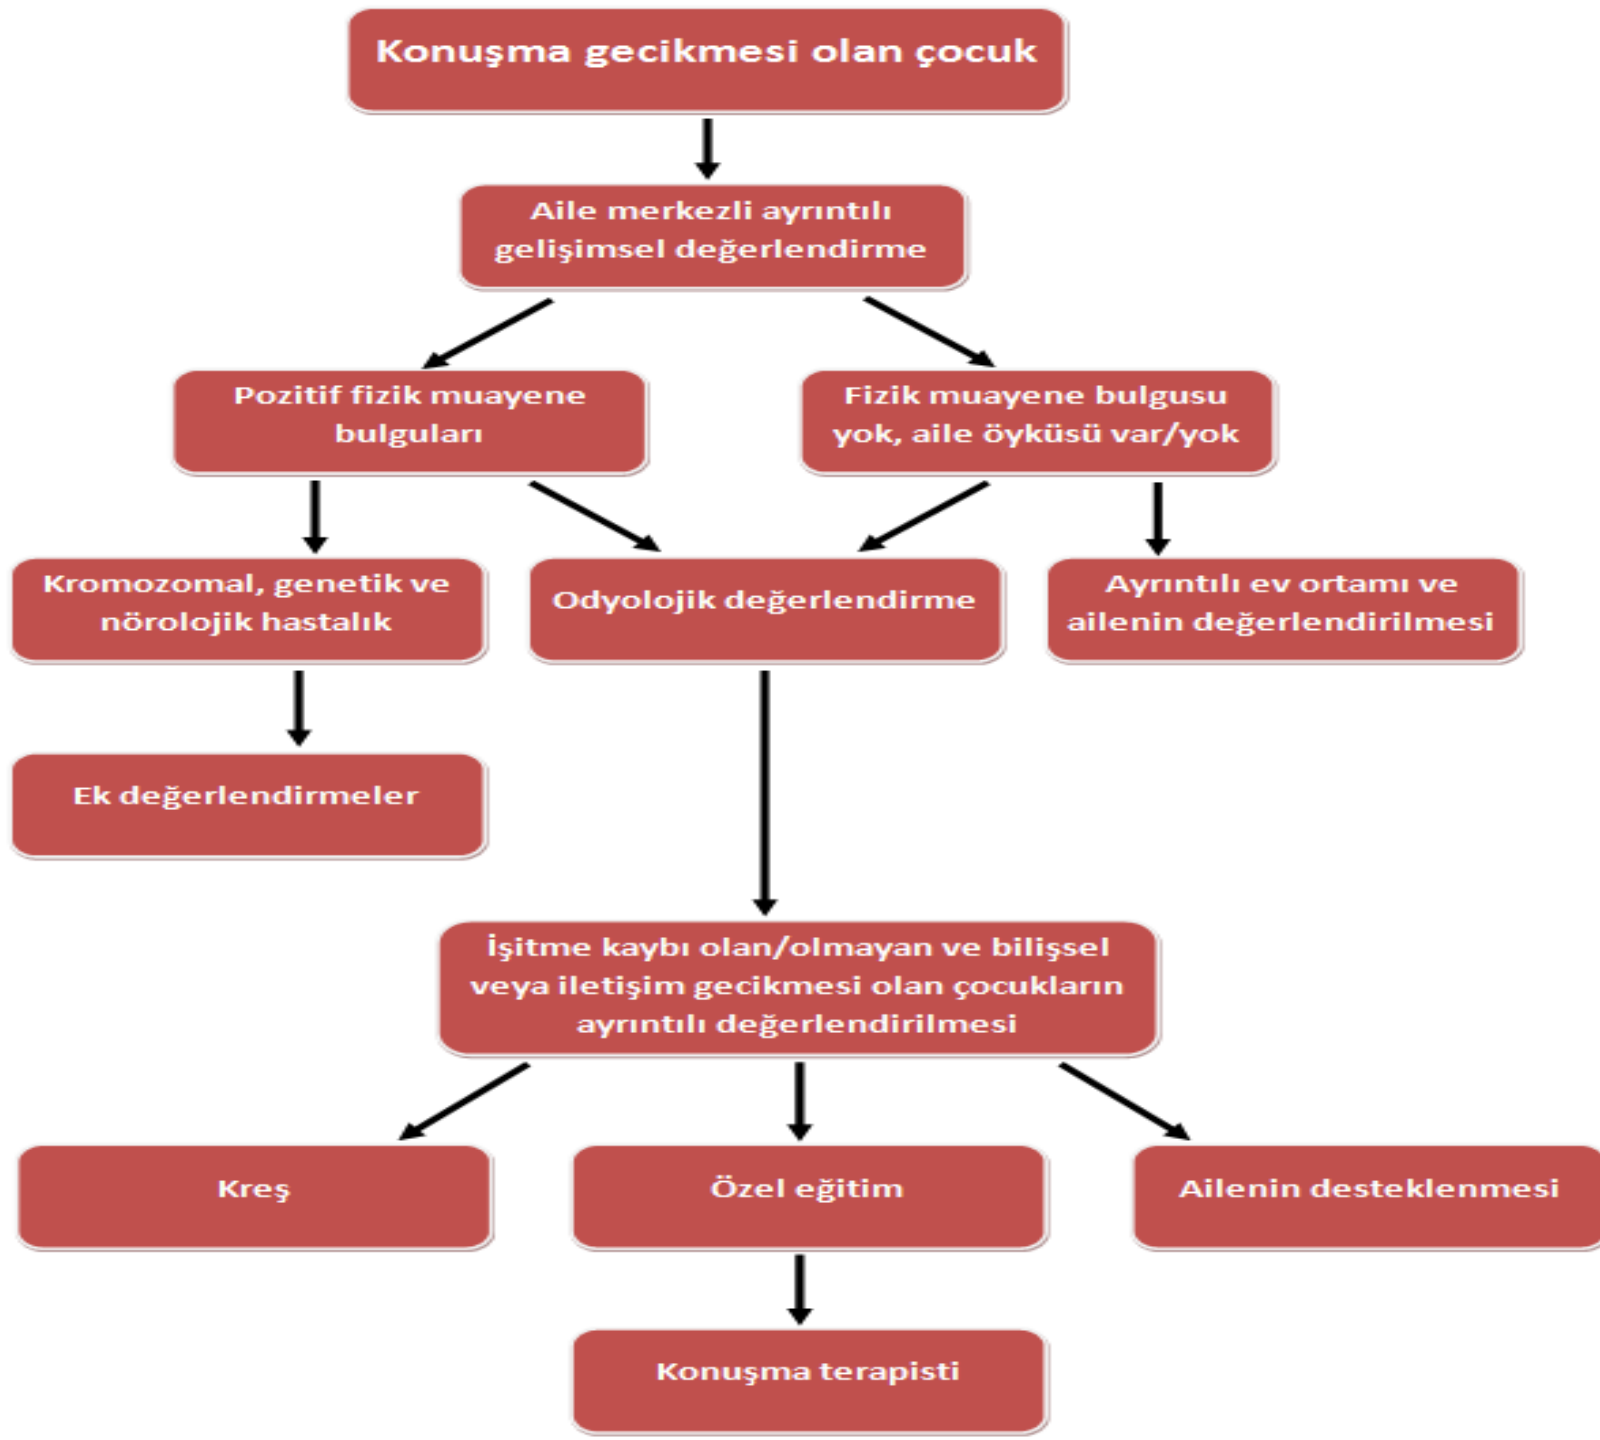 Konuşma gecikmesi olan çocuk
Aile merkezli ayrıntılı
gelişimsel değerlendirme
Pozitif fizik muayene
bulguları
Fizik muayene bulgusu
yok, aile öyküsü var/yok
Kromozomal, genetik ve
nörolojik hastalık
Odyolojik değerlendirme
Ayrıntılı ev ortamı ve
ailenin değerlendirilmesi
Ek değerlendirmeler
İşitme kaybı olan/olmayan ve bilişsel
veya iletişim gecikmesi olan çocukların
ayrıntılı değerlendirilmesi
Kreş
Özel eğitim
Ailenin desteklenmesi
Konuşma terapisti